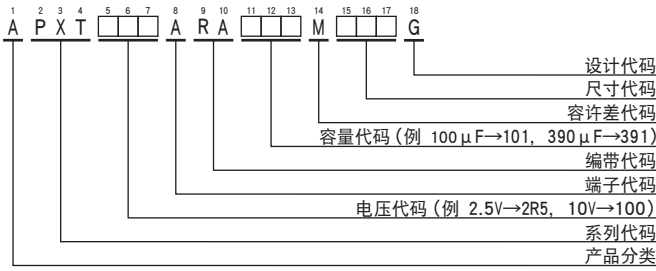 1 2 3 4 5 6 7 8 9 10 11 12 13 14 15 16 17 18
A PXT □□□ A RA □□□ M □□□ G
设计代码
尺寸代码
容许差代码
容量代码(例 100μF→101, 390μF→391)
编带代码
端子代码
电压代码(例 2.5V→2R5, 10V→100)
系列代码
产品分类